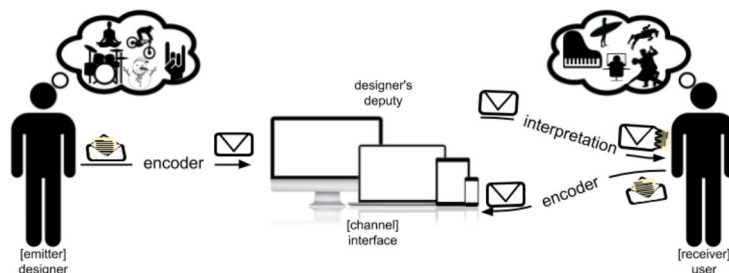 designer's
deputy
encoder
interpretation
encoder
[channel]
interface
[emitter]
designer
[receiver]
user